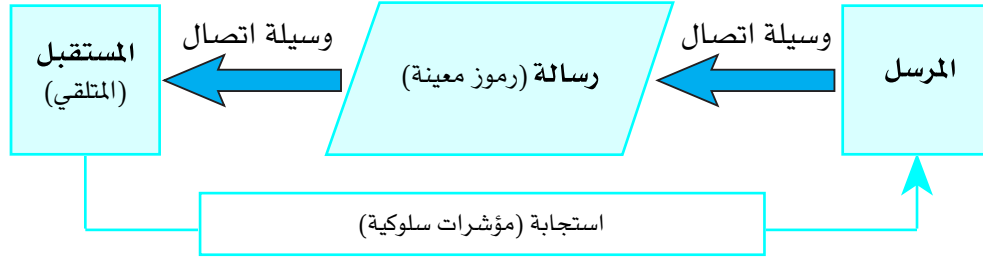 المرسل
وسيلة اتصال
رسالة (رموز معينة)
وسيلة اتصال
المستقبل
(المتلقي)
استجابة (مؤشرات سلوكية)